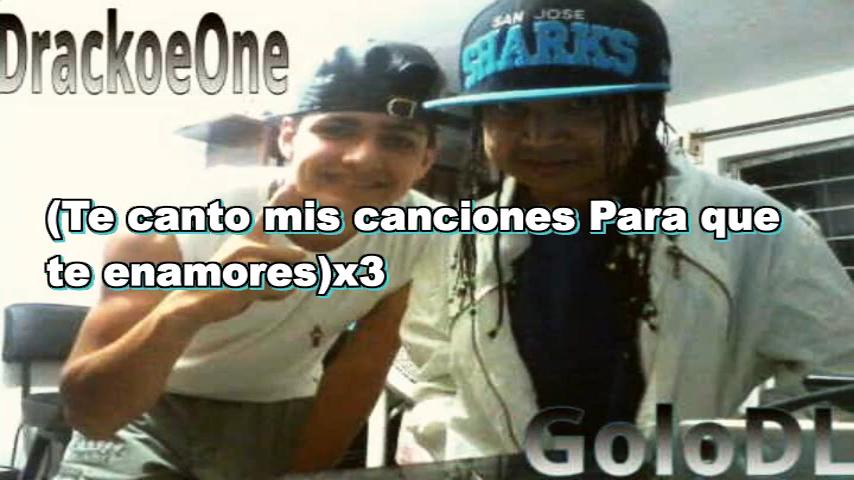 DrackoeOne
SAN JOSE
SHARKS
(Te canto mis canciones Para que
te enamores)x3
GoloDL